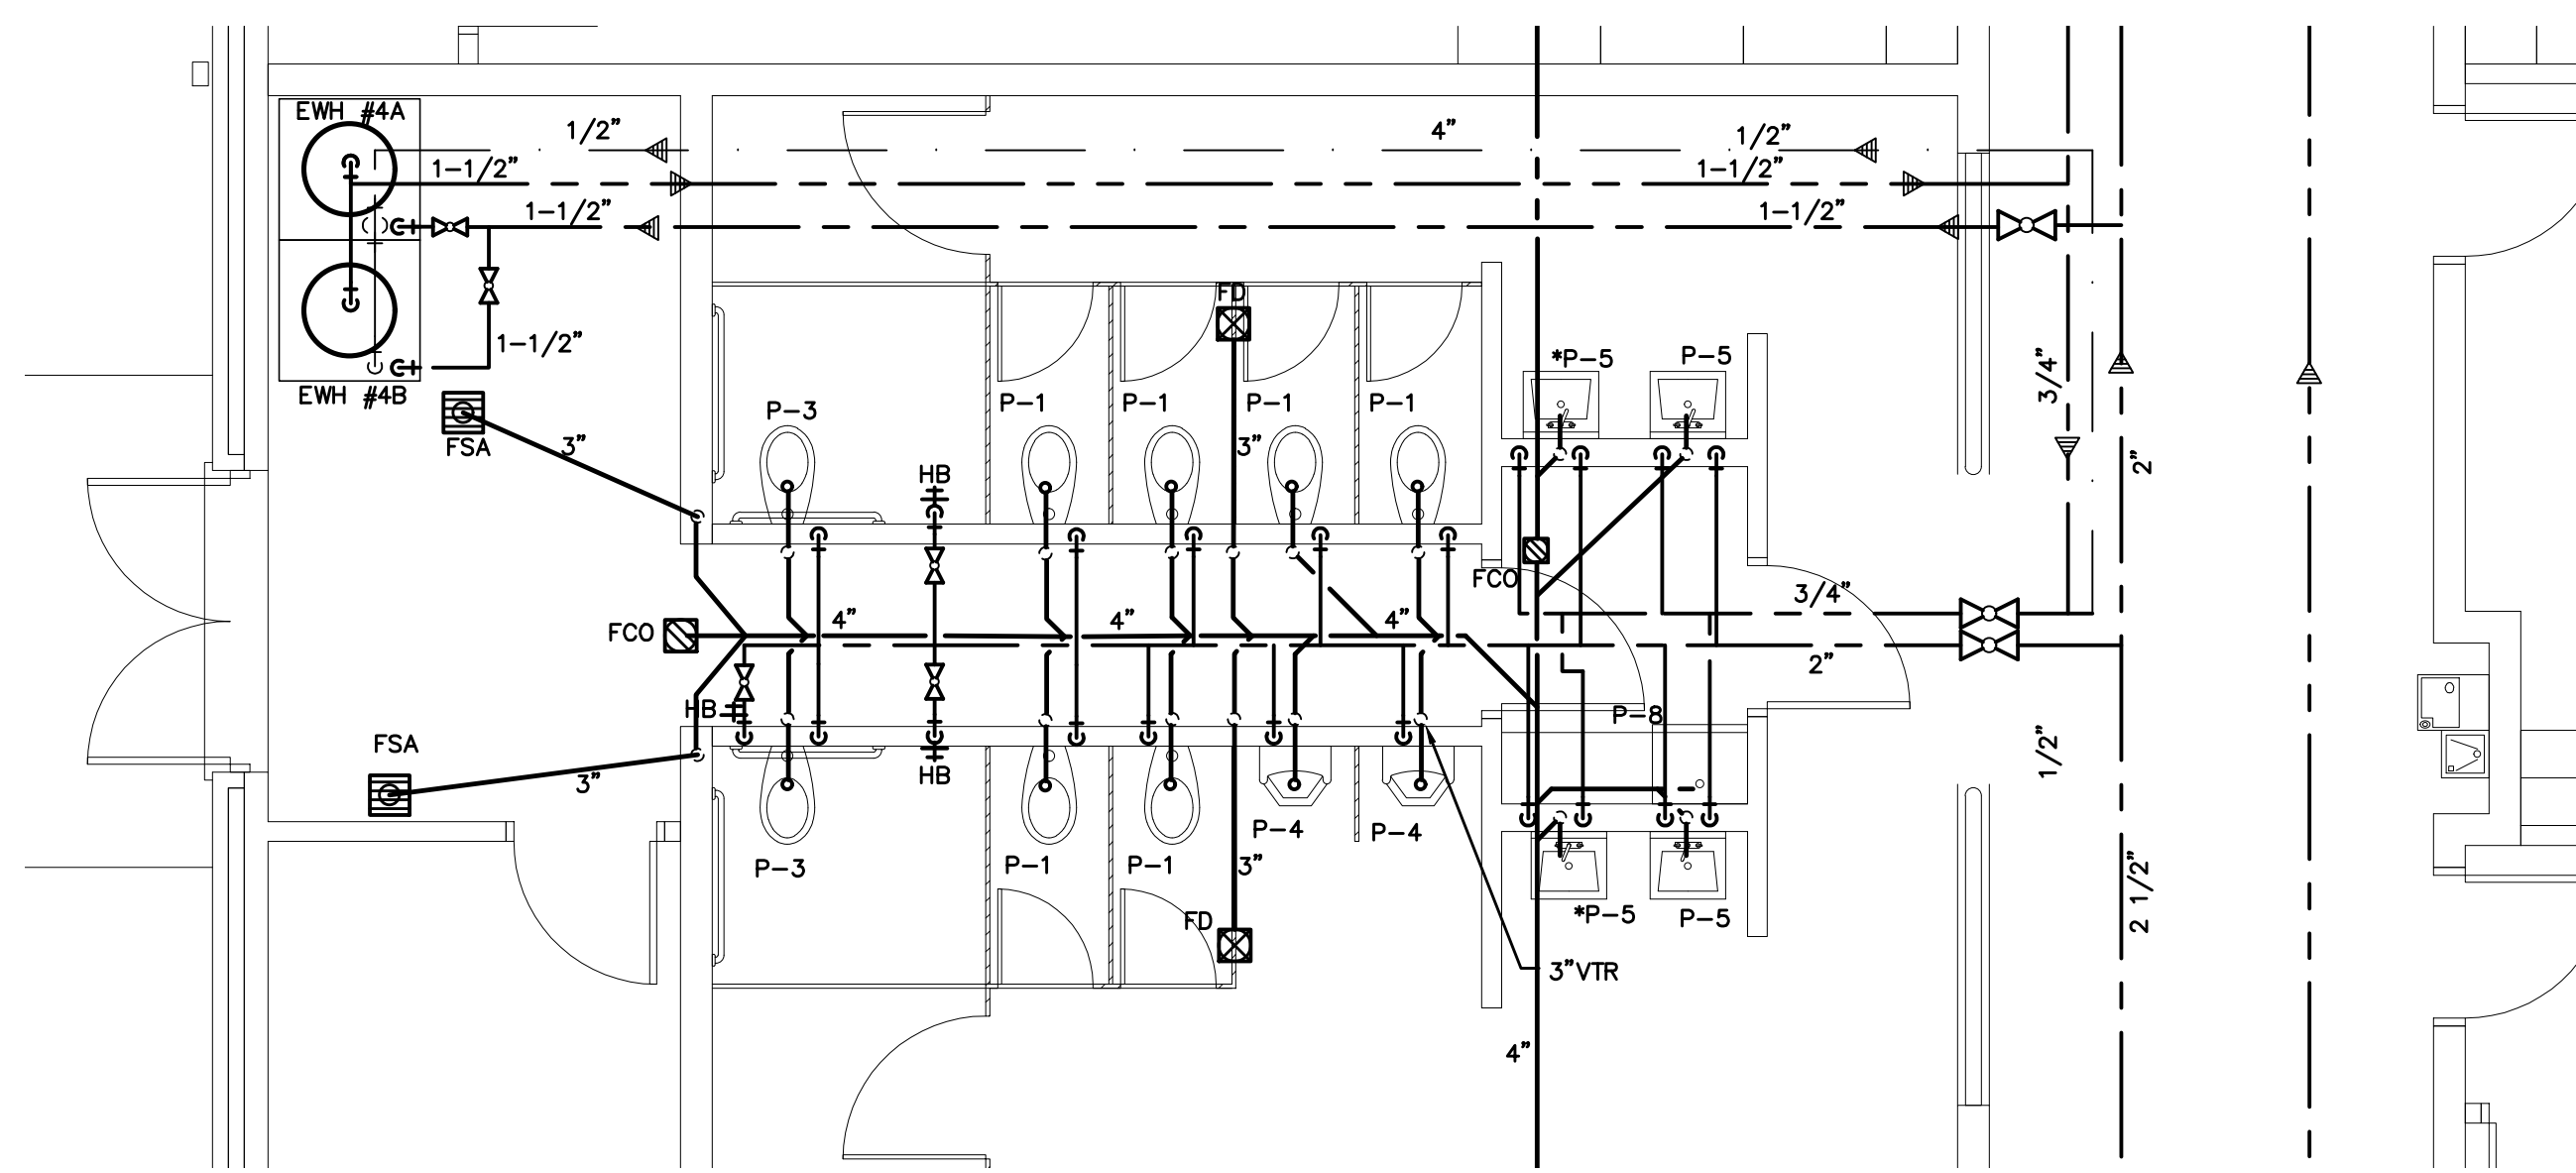 EWH #4A
1/2"
4"
1/2"
1-1/2"
1-1/2"
1-1/2"
1-1/2"
FD
1-1/2"
*P-5
P-5
3/4"
EWH #4B
P-3
P-1
P-1
P-1
P-1
FSA
3"
3"
2"
HB
FCO
3/4"
FCO
4"
4"
4"
2"
HB
P-8
FSA
3"
HB
1/2"
P-4
P-4
P-3
P-1
P-1
3"
2 1/2"
FD
*P-5
P-5
3"VTR
4"